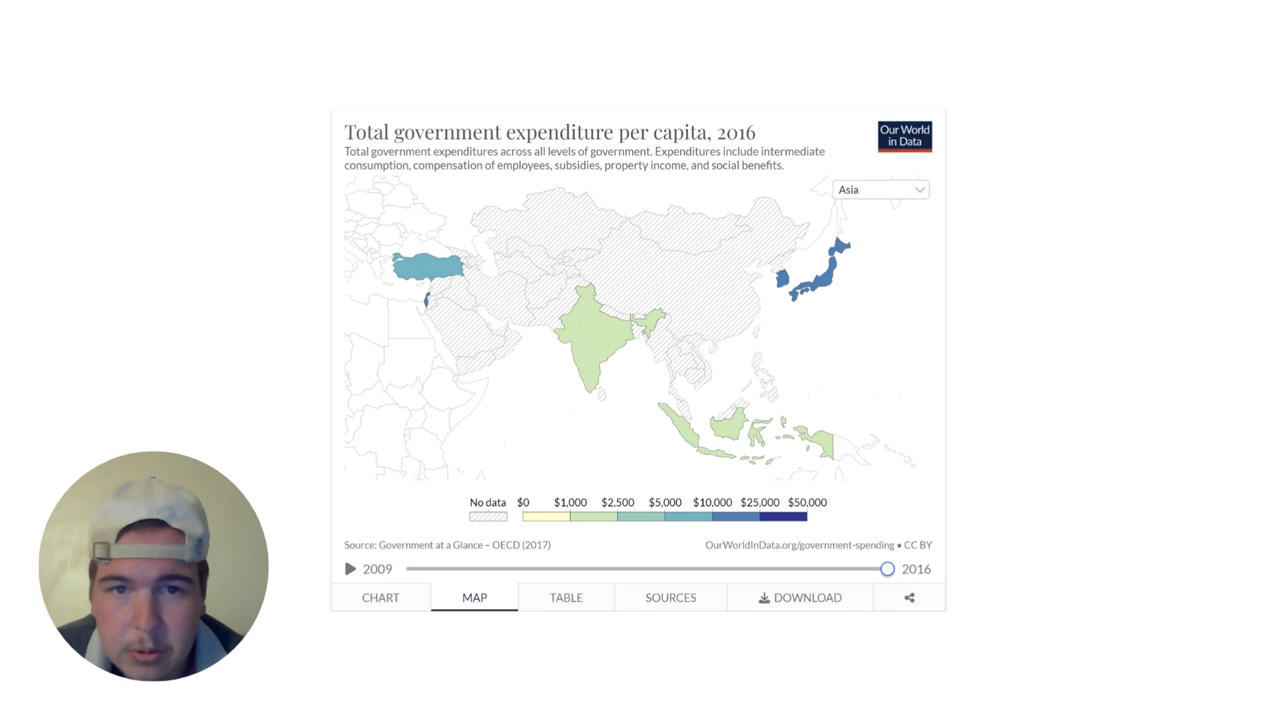 Total government expenditure per capita, 2016
Our World
in Data
Total government expenditures across all levels of government. Expenditures include intermediate
consumption, compensation of employees, subsidies, property income, and social benefits.
Asia
No data $0 $1,000 $2,500 $5,000 $10,000 $25,000 $50,000
Source: Government at a Glance – OECD (2017) OurWorldInData.org/government-spending • CC BY
2009 2016
CHART MAP TABLE SOURCES DOWNLOAD